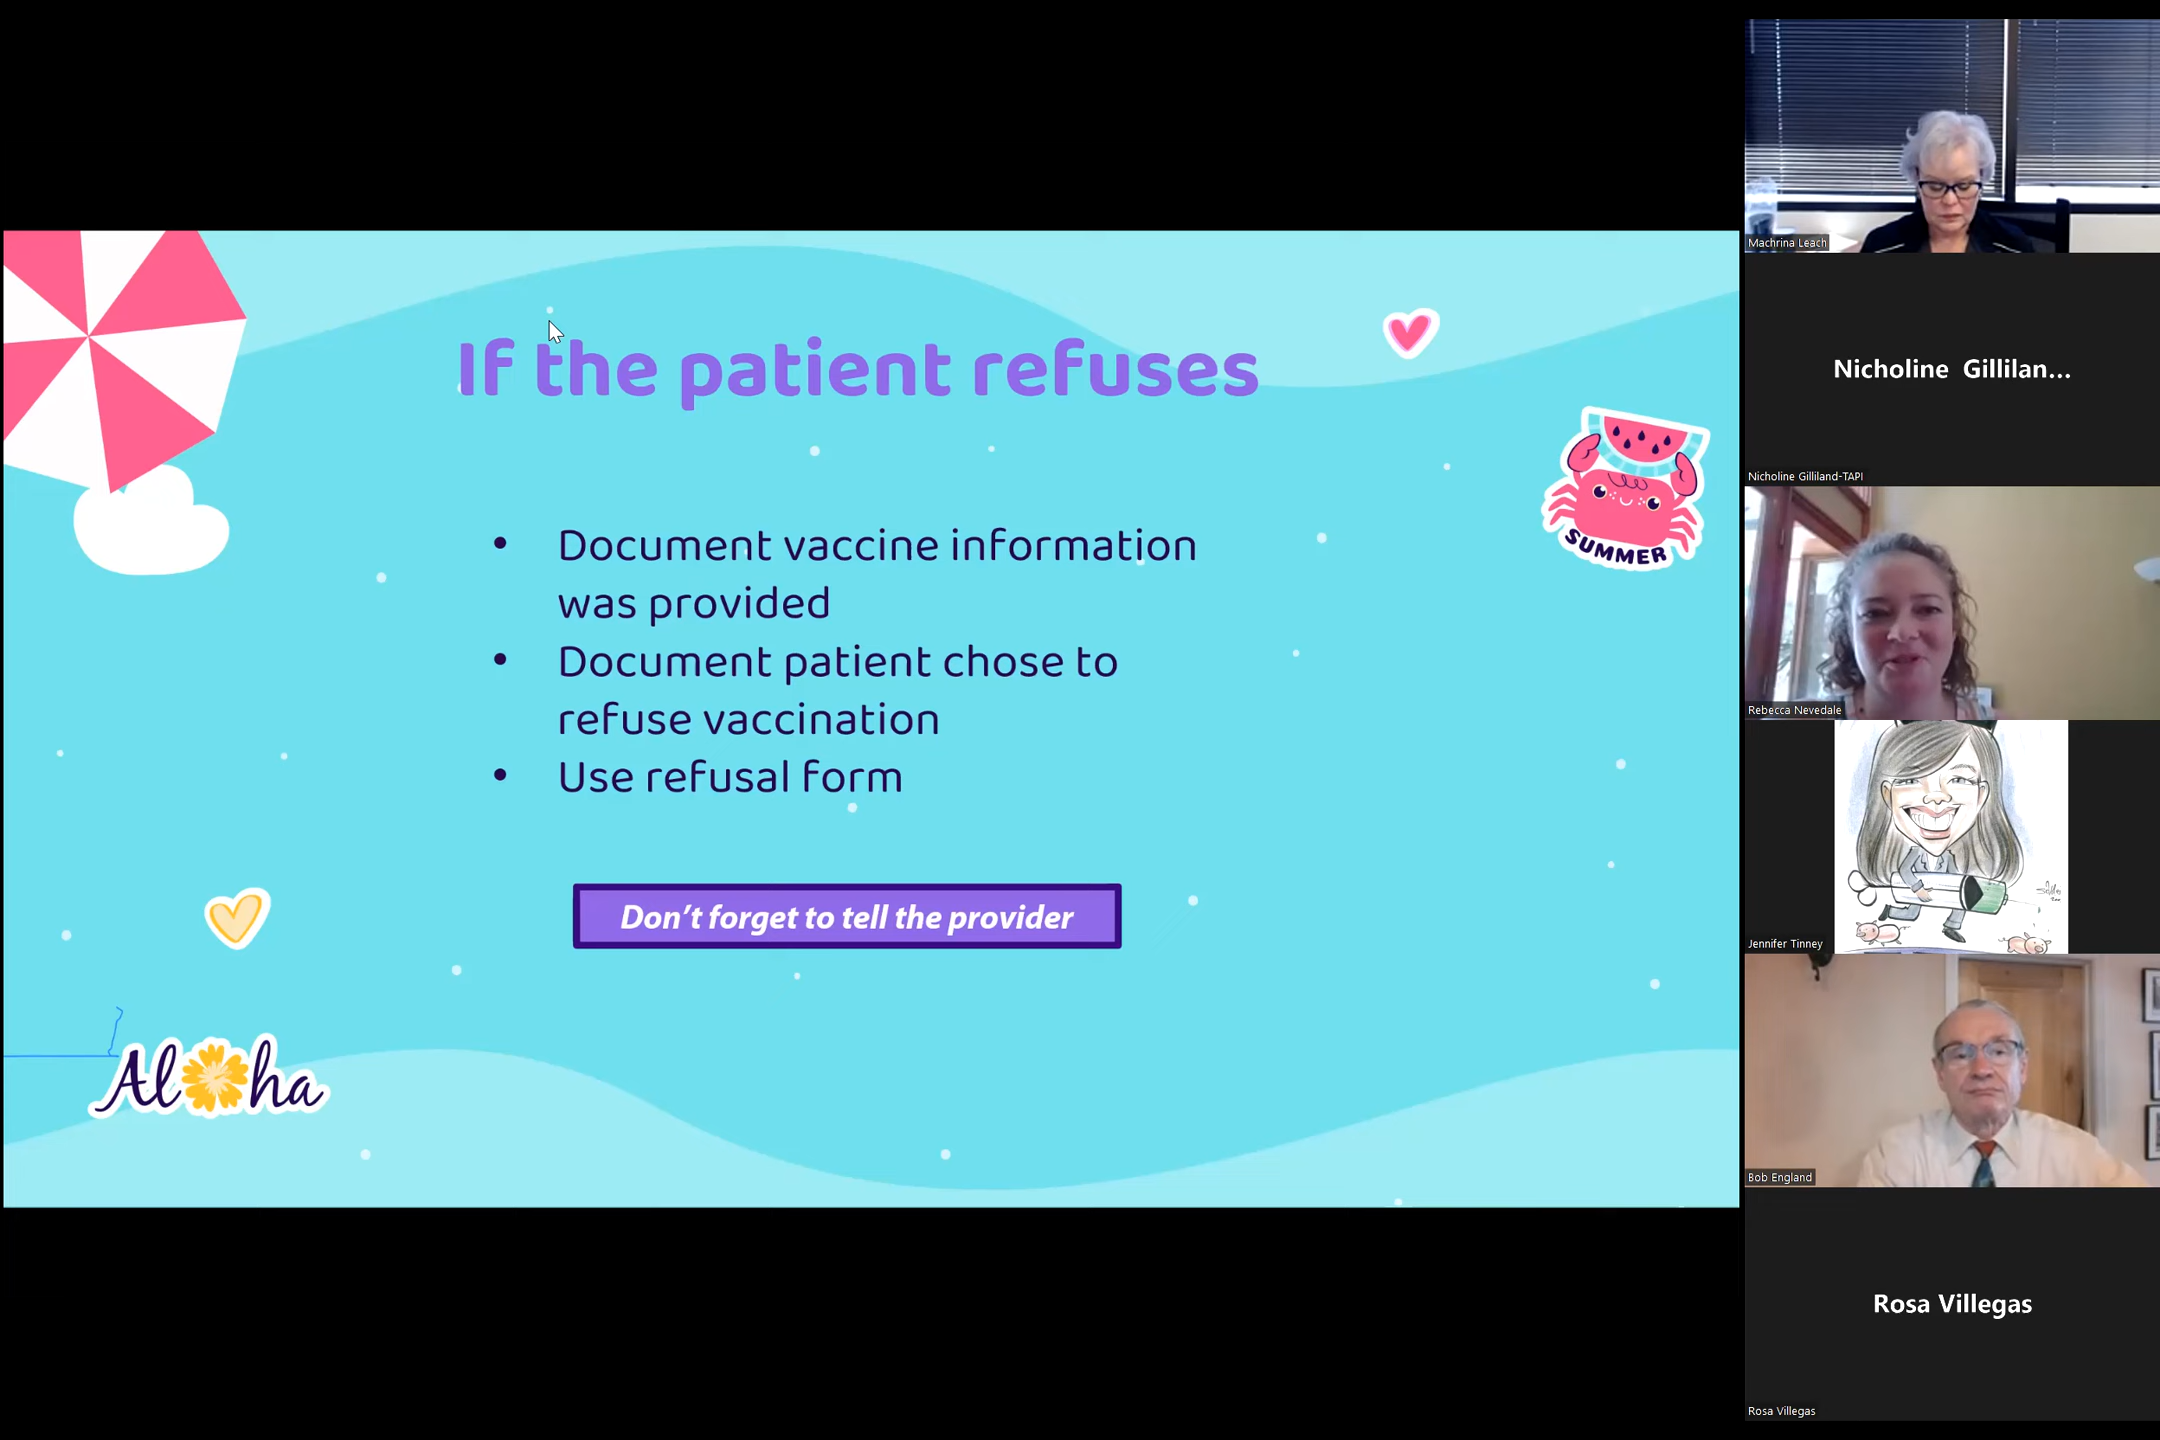 If the patient refuses
• Document vaccine information
was provided
• Document patient chose to
refuse vaccination
• Use refusal form
Don't forget to tell the provider
SUMMER
Aloha
Machrina Leach
Nicholine Gillilan...
Nicholine Gilliland-TAPI
Rebecca Nevedale
Jennifer Tinney
Bob England
Rosa Villegas
Rosa Villegas